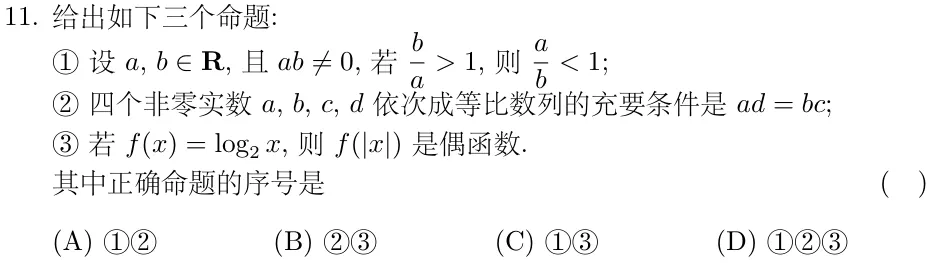 11. 给出如下三个命题:
① 设 a, b ∈ R, 且 ab ≠ 0, 若 b/a > 1, 则 a/b < 1;
② 四个非零实数 a, b, c, d 依次成等比数列的充要条件是 ad = bc;
③ 若 f(x) = log₂ x, 则 f(|x|) 是偶函数.
其中正确命题的序号是 ( )
(A) ①② (B) ②③ (C) ①③ (D) ①②③